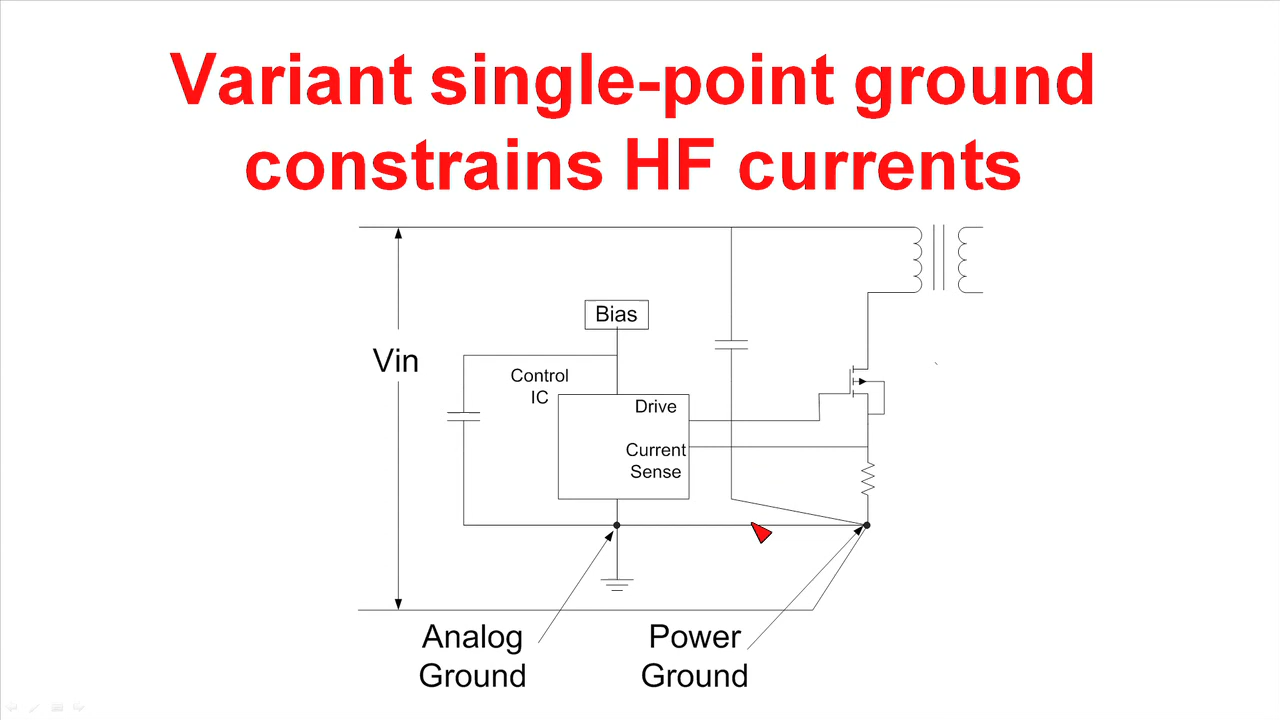 Variant single-point ground
constrains HF currents
Bias
Vin
Control
IC
Drive
Current
Sense
Analog
Ground
Power
Ground